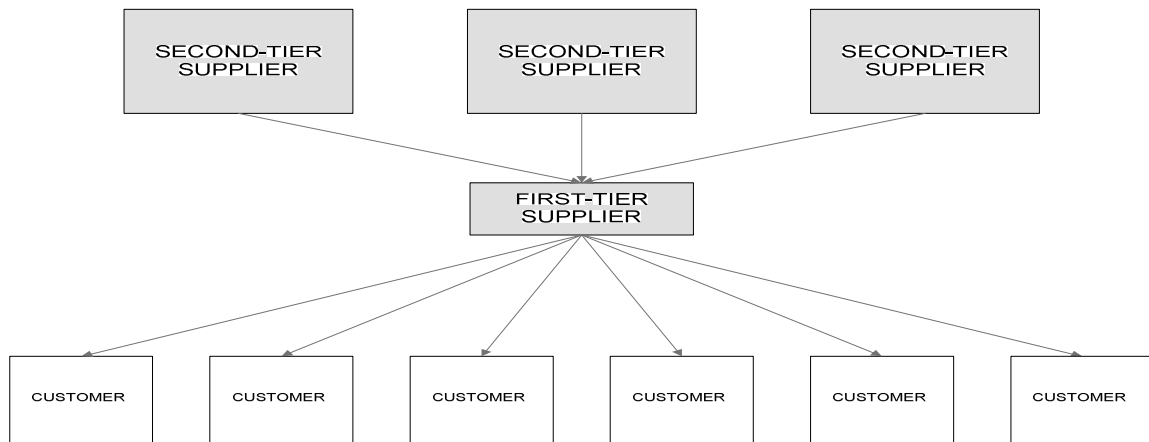 SECOND-TIER
SUPPLIER
SECOND-TIER
SUPPLIER
SECOND-TIER
SUPPLIER
FIRST-TIER
SUPPLIER
CUSTOMER
CUSTOMER
CUSTOMER
CUSTOMER
CUSTOMER
CUSTOMER